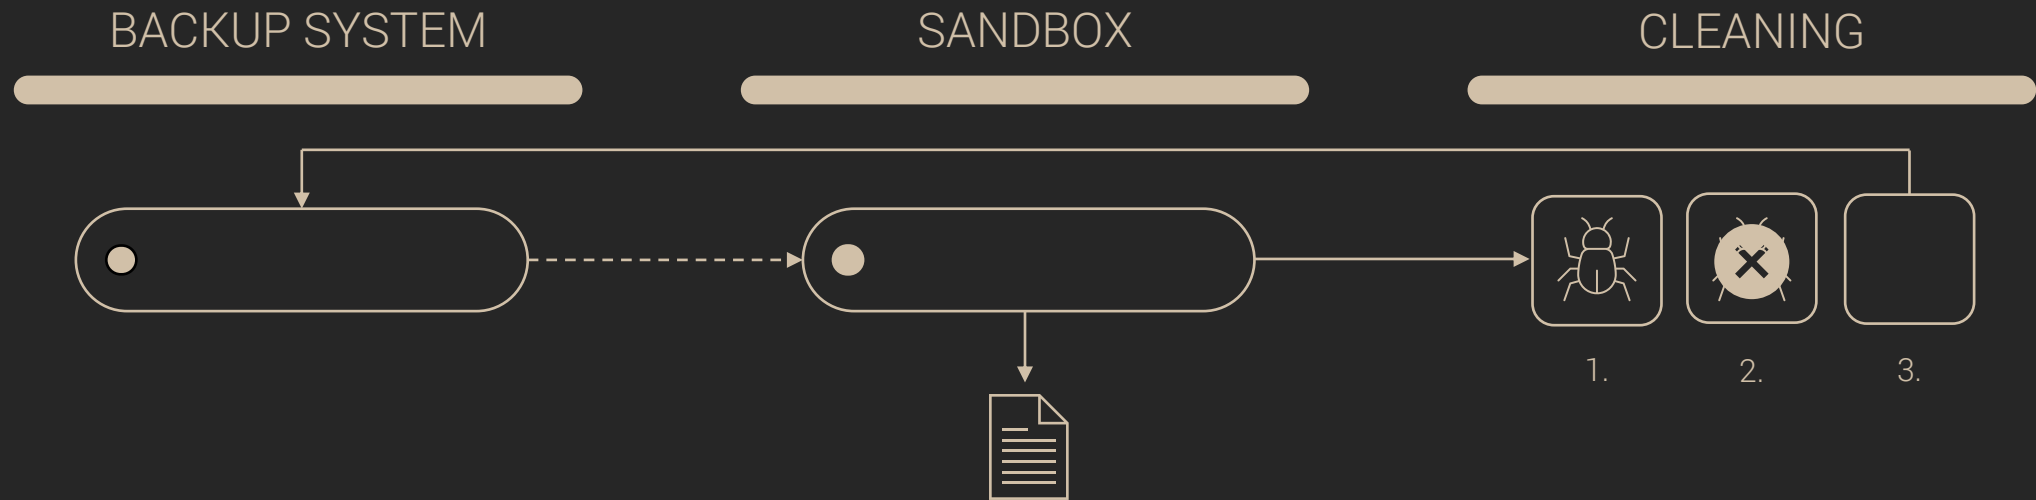 BACKUP SYSTEM
SANDBOX
CLEANING
1.
2.
3.